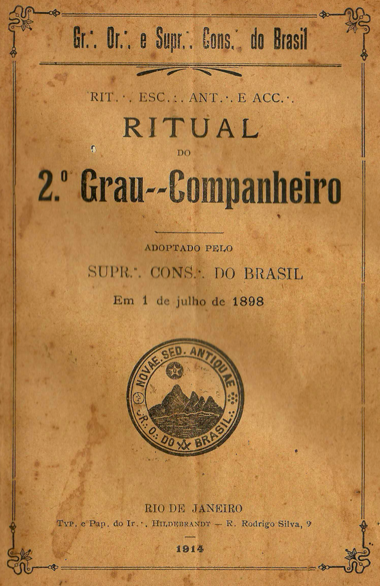 Gr∴ Or∴ e Supr∴ Cons∴ do Brasil
RIT∴ ESC∴ ANT∴ E ACC∴
RITUAL
DO
2.º Grau--Companheiro
ADOPTADO PELO
SUPR∴ CONS∴ DO BRASIL
Em 1 de julho de 1898
NOVAE. SED. ANTIQUAE
G∴R∴O∴ DO BRASIL∴
RIO DE JANEIRO
TYP. e Pap. do Ir∴, HILDEBRANDT — R. Rodrigo Silva, 9
1914